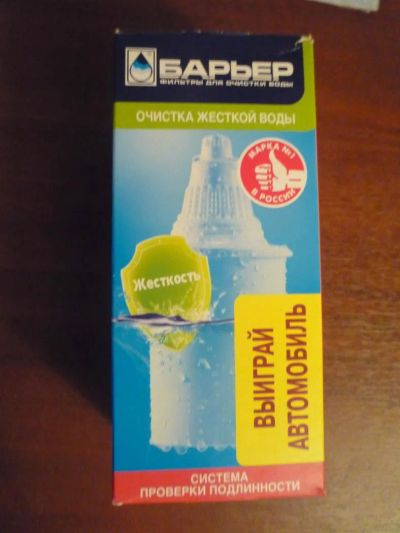 БАРЬЕР
ФИЛЬТРЫ ДЛЯ ОЧИСТКИ ВОДЫ
ОЧИСТКА ЖЕСТКОЙ ВОДЫ
МАРКА №1
В РОССИИ
Жесткость
ВЫИГРАЙ
АВТОМОБИЛЬ
СИСТЕМА
ПРОВЕРКИ ПОДЛИННОСТИ